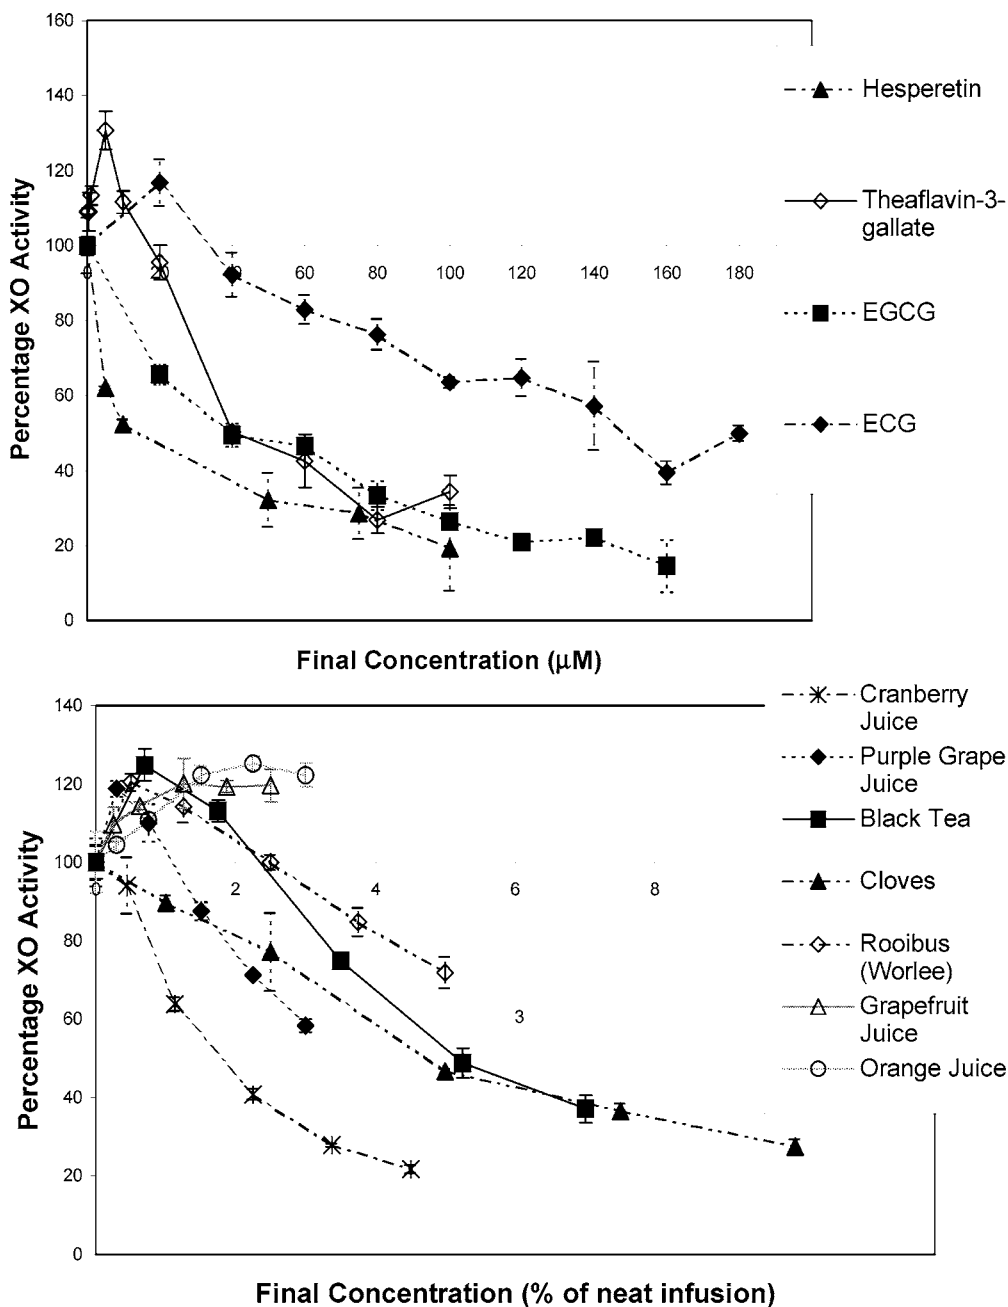 160
140
120
100
80
60
40
20
0
0
20
60
80
100
120
140
160
180
Percentage XO Activity
Final Concentration (μM)
Hesperetin
Theaflavin-3-
gallate
EGCG
ECG
140
120
100
80
60
40
20
0
0
2
4
6
8
3
Percentage XO Activity
Final Concentration (% of neat infusion)
Cranberry
Juice
Purple Grape
Juice
Black Tea
Cloves
Rooibus
(Worlee)
Grapefruit
Juice
Orange Juice